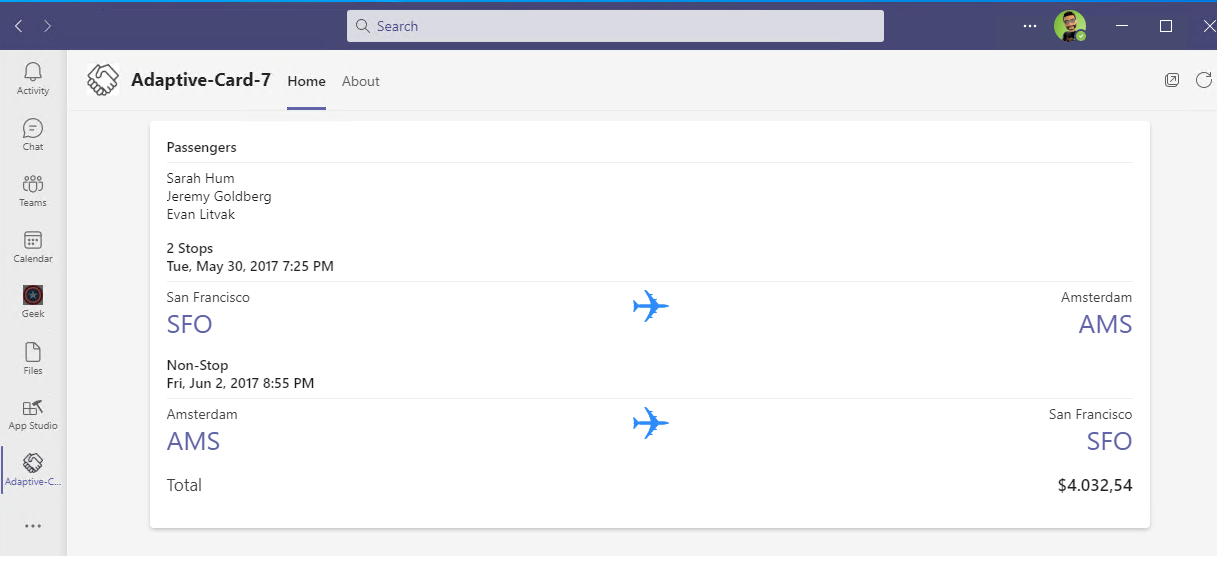 Search
Activity
Chat
Teams
Calendar
Geek
Files
App Studio
Adaptive-C...
Adaptive-Card-7 Home About
Passengers
Sarah Hum
Jeremy Goldberg
Evan Litvak
2 Stops
Tue, May 30, 2017 7:25 PM
San Francisco Amsterdam
SFO AMS
Non-Stop
Fri, Jun 2, 2017 8:55 PM
Amsterdam San Francisco
AMS SFO
Total $4.032,54